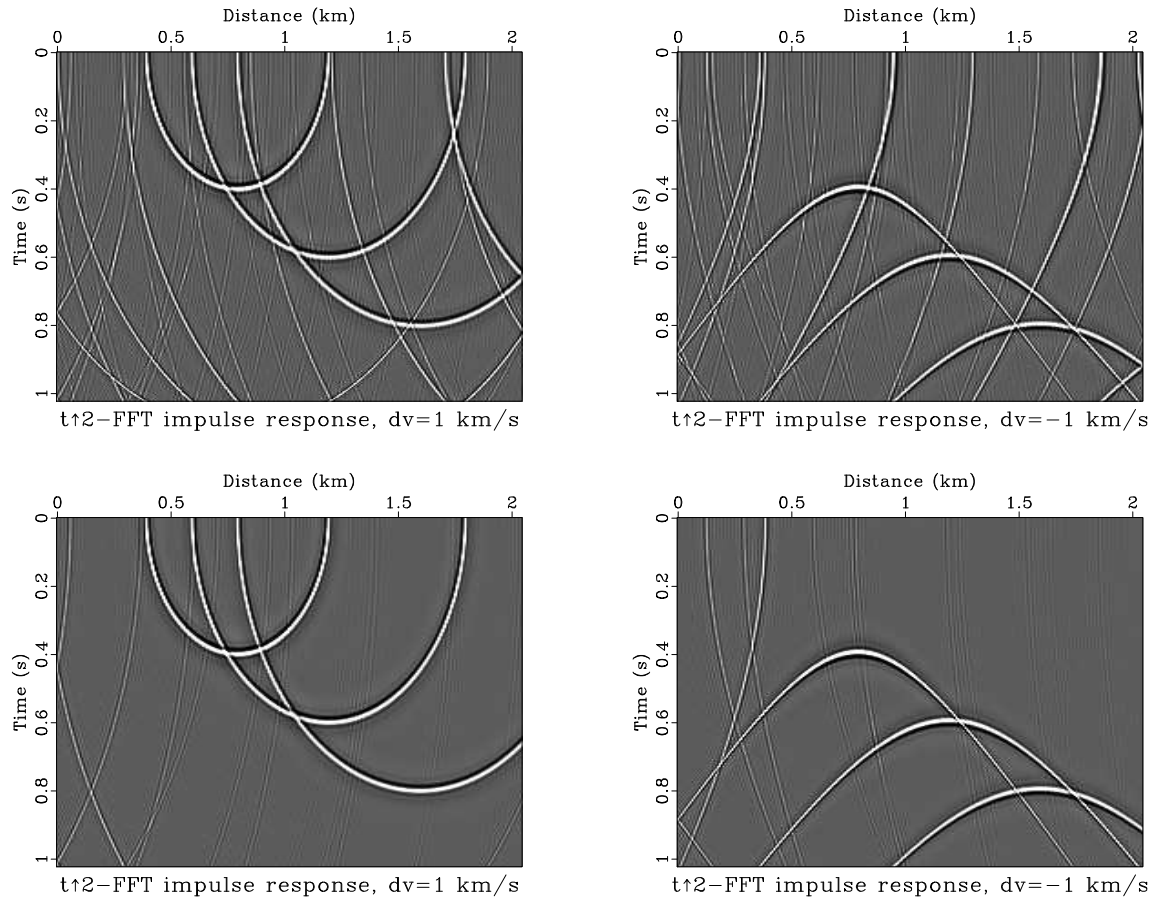 Distance (km)
0 0.5 1 1.5 2
0 0.2 0.4 0.6 0.8 1
Time (s)
t↑2−FFT impulse response, dv=1 km/s
Distance (km)
0 0.5 1 1.5 2
0 0.2 0.4 0.6 0.8 1
Time (s)
t↑2−FFT impulse response, dv=−1 km/s
Distance (km)
0 0.5 1 1.5 2
0 0.2 0.4 0.6 0.8 1
Time (s)
t↑2−FFT impulse response, dv=1 km/s
Distance (km)
0 0.5 1 1.5 2
0 0.2 0.4 0.6 0.8 1
Time (s)
t↑2−FFT impulse response, dv=−1 km/s